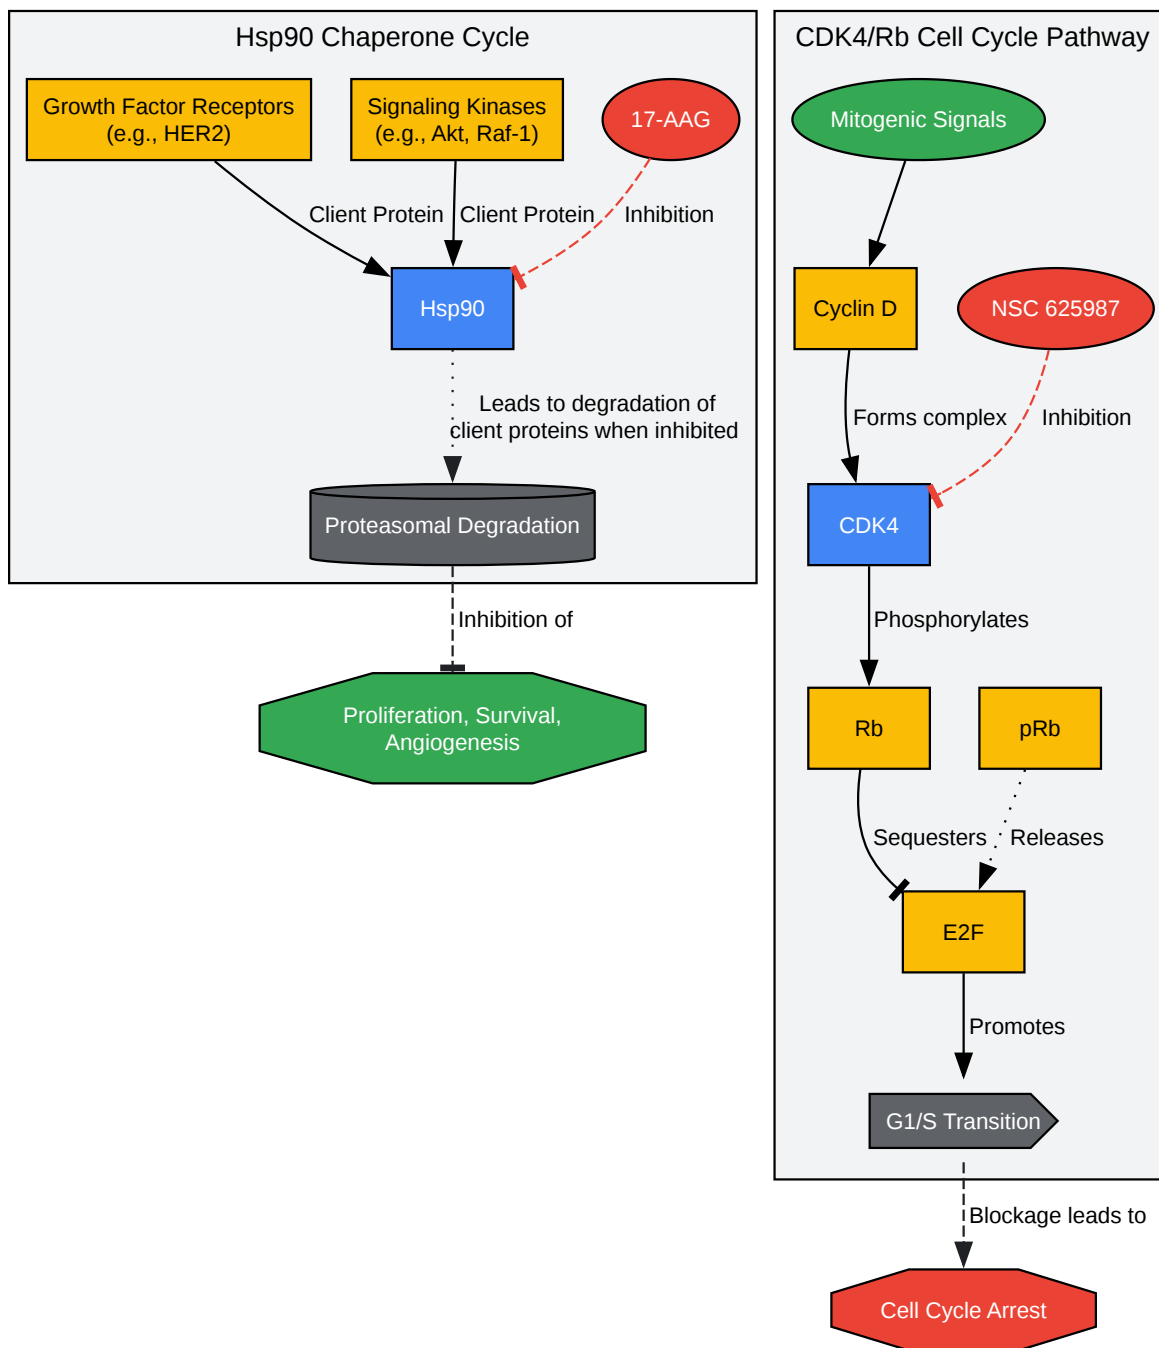 Hsp90 Chaperone Cycle
Growth Factor Receptors
(e.g., HER2)
Signaling Kinases
(e.g., Akt, Raf-1)
17-AAG
Client Protein
Client Protein
Inhibition
Hsp90
Leads to degradation of
client proteins when inhibited
Proteasomal Degradation
Inhibition of
Proliferation, Survival,
Angiogenesis
CDK4/Rb Cell Cycle Pathway
Mitogenic Signals
Cyclin D
NSC 625987
Forms complex
Inhibition
CDK4
Phosphorylates
Rb
pRb
Sequesters
Releases
E2F
Promotes
G1/S Transition
Blockage leads to
Cell Cycle Arrest